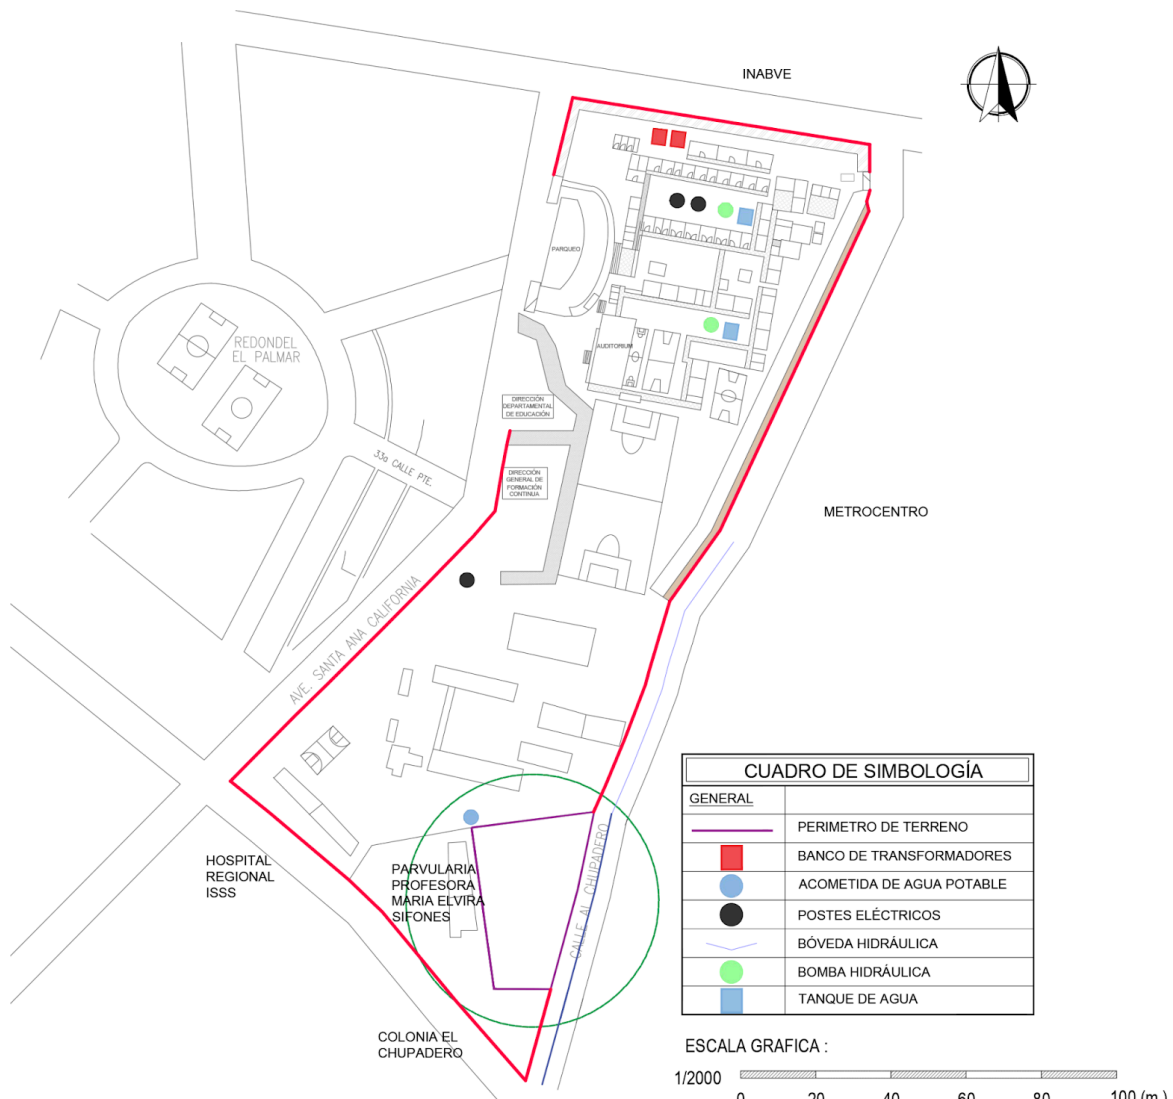 INABVE
PARQUEO
REDONDEL
EL PALMAR
AUDITORIUM
DIRECCIÓN
DEPARTAMENTAL
DE EDUCACIÓN
33a CALLE PTE.
DIRECCIÓN
GENERAL DE
FORMACIÓN
CONTINUA
METROCENTRO
AVE. SANTA ANA CALIFORNIA
HOSPITAL
REGIONAL
ISSS
PARVULARIA
PROFESORA
MARIA ELVIRA
SIFONES
CALLE AL CHUPADERO
COLONIA EL
CHUPADERO
CUADRO DE SIMBOLOGÍA
GENERAL
PERIMETRO DE TERRENO
BANCO DE TRANSFORMADORES
ACOMETIDA DE AGUA POTABLE
POSTES ELÉCTRICOS
BÓVEDA HIDRÁULICA
BOMBA HIDRÁULICA
TANQUE DE AGUA
ESCALA GRAFICA :
1/2000
0 20 40 60 80 100 (m.)